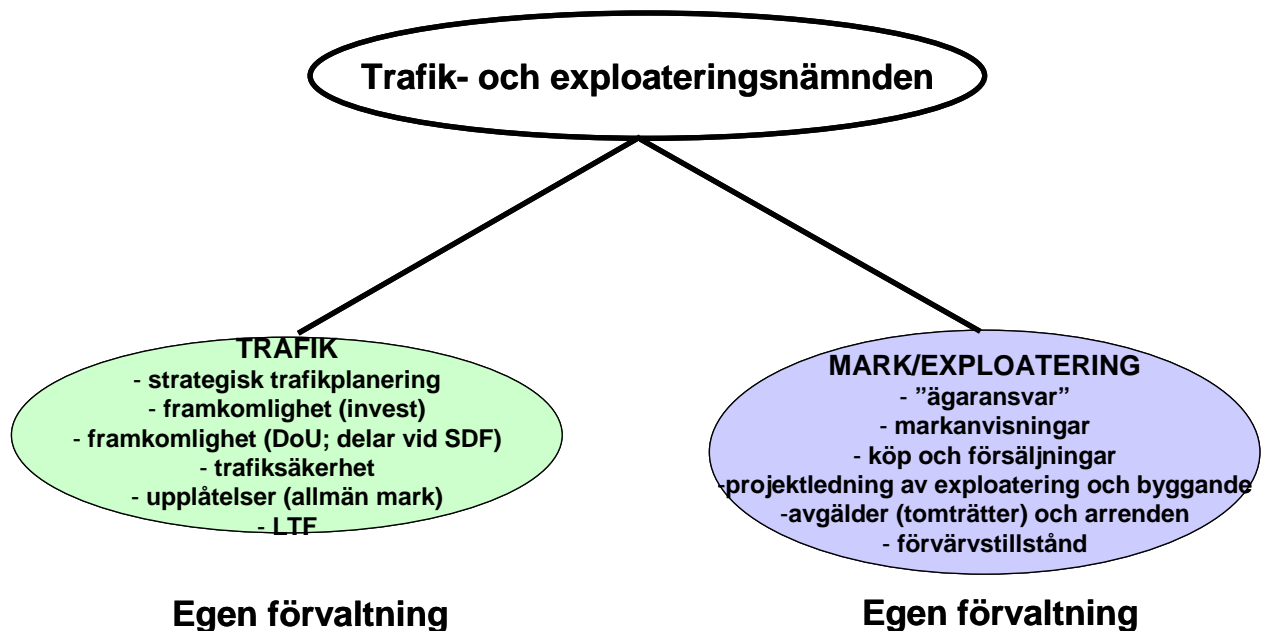 Trafik- och exploateringsnämnden
TRAFIK
- strategisk trafikplanering
- framkomlighet (invest)
- framkomlighet (DoU; delar vid SDF)
- trafiksäkerhet
- upplåtelser (allmän mark)
- LTF
Egen förvaltning
MARK/EXPLOATERING
- ”ägaransvar”
- markanvisningar
- köp och försäljningar
-projektledning av exploatering och byggande
-avgälder (tomträtter) och arrenden
- förvärvstillstånd
Egen förvaltning